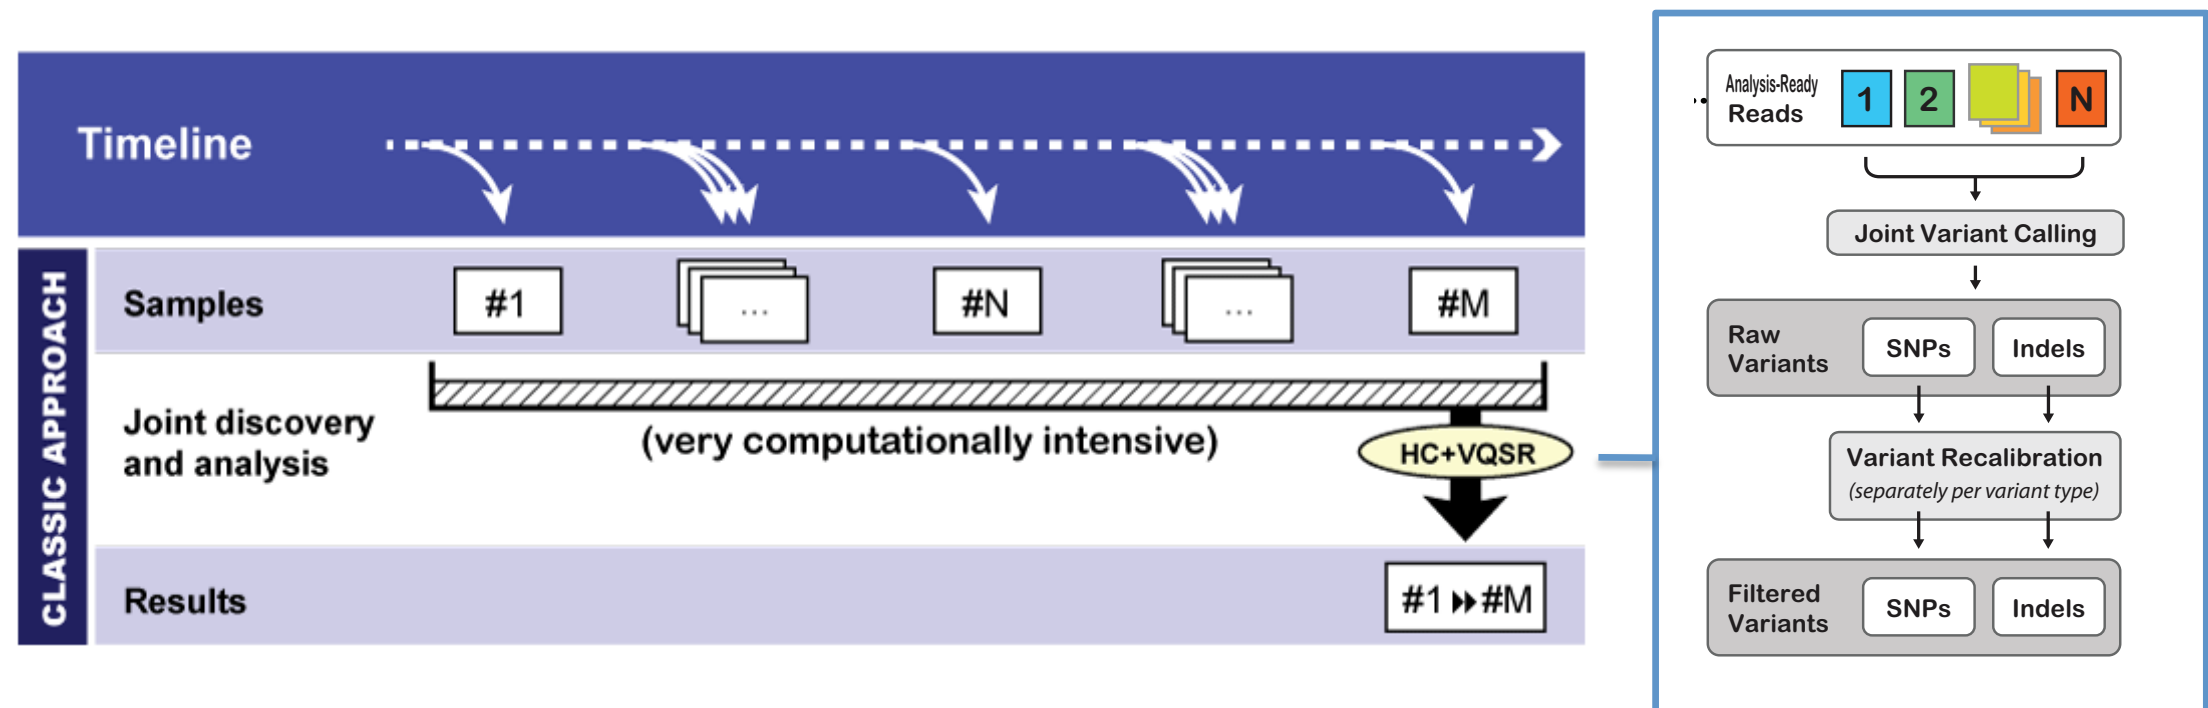 Timeline
CLASSIC APPROACH
Samples
#1
...
#N
...
#M
Joint discovery
and analysis
(very computationally intensive)
HC+VQSR
Results
#1 ▸▸ #M
Analysis-Ready
Reads
1
2
N
Joint Variant Calling
Raw
Variants
SNPs
Indels
Variant Recalibration
(separately per variant type)
Filtered
Variants
SNPs
Indels